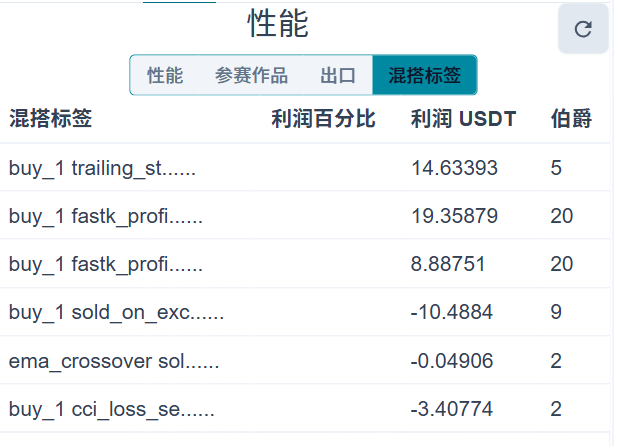 性能
性能 参赛作品 出口 混搭标签
混搭标签 利润百分比 利润 USDT 伯爵
buy_1 trailing_st...... 14.63393 5
buy_1 fastk_profi...... 19.35879 20
buy_1 fastk_profi...... 8.88751 20
buy_1 sold_on_exc...... -10.4884 9
ema_crossover sol...... -0.04906 2
buy_1 cci_loss_se...... -3.40774 2